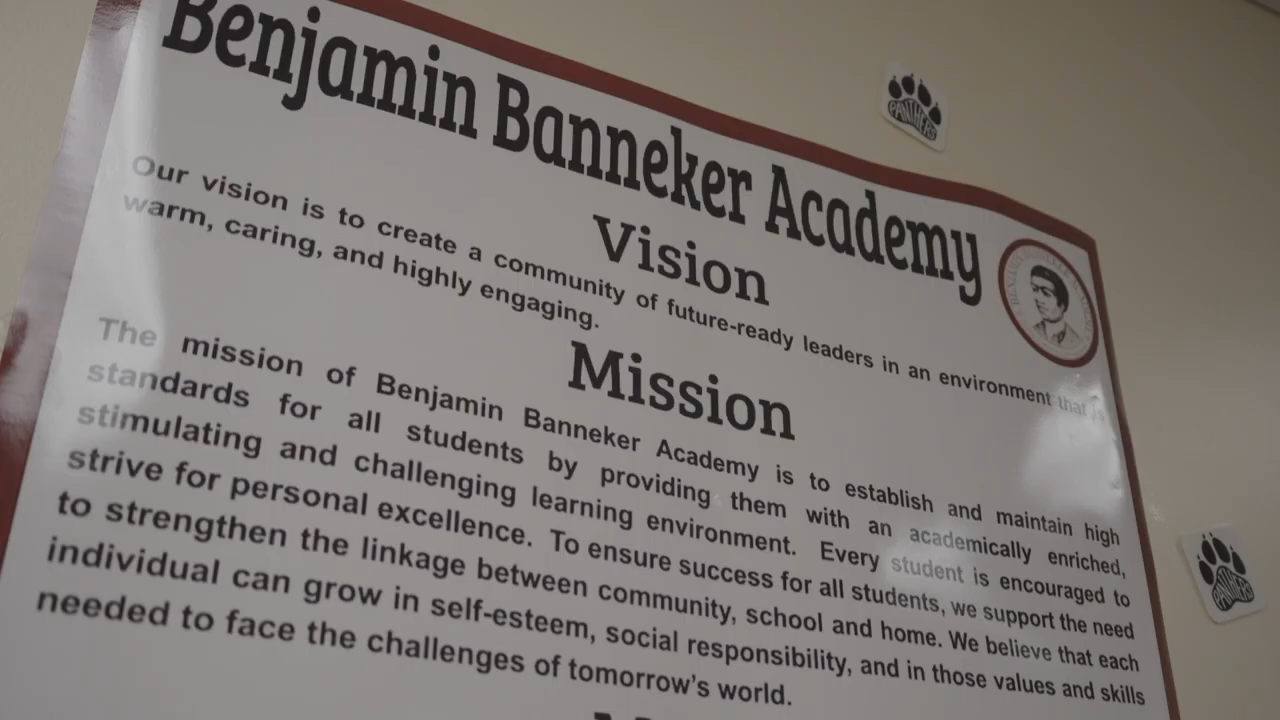 Benjamin Banneker Academy
Vision
Our vision is to create a community of future-ready leaders in an environment that is
warm, caring, and highly engaging.
Mission
The mission of Benjamin Banneker Academy is to establish and maintain high
standards for all students by providing them with an academically enriched,
stimulating and challenging learning environment. Every student is encouraged to
strive for personal excellence. To ensure success for all students, we support the need
to strengthen the linkage between community, school and home. We believe that each
individual can grow in self-esteem, social responsibility, and in those values and skills
needed to face the challenges of tomorrow's world.
PANTHERS
PANTHERS